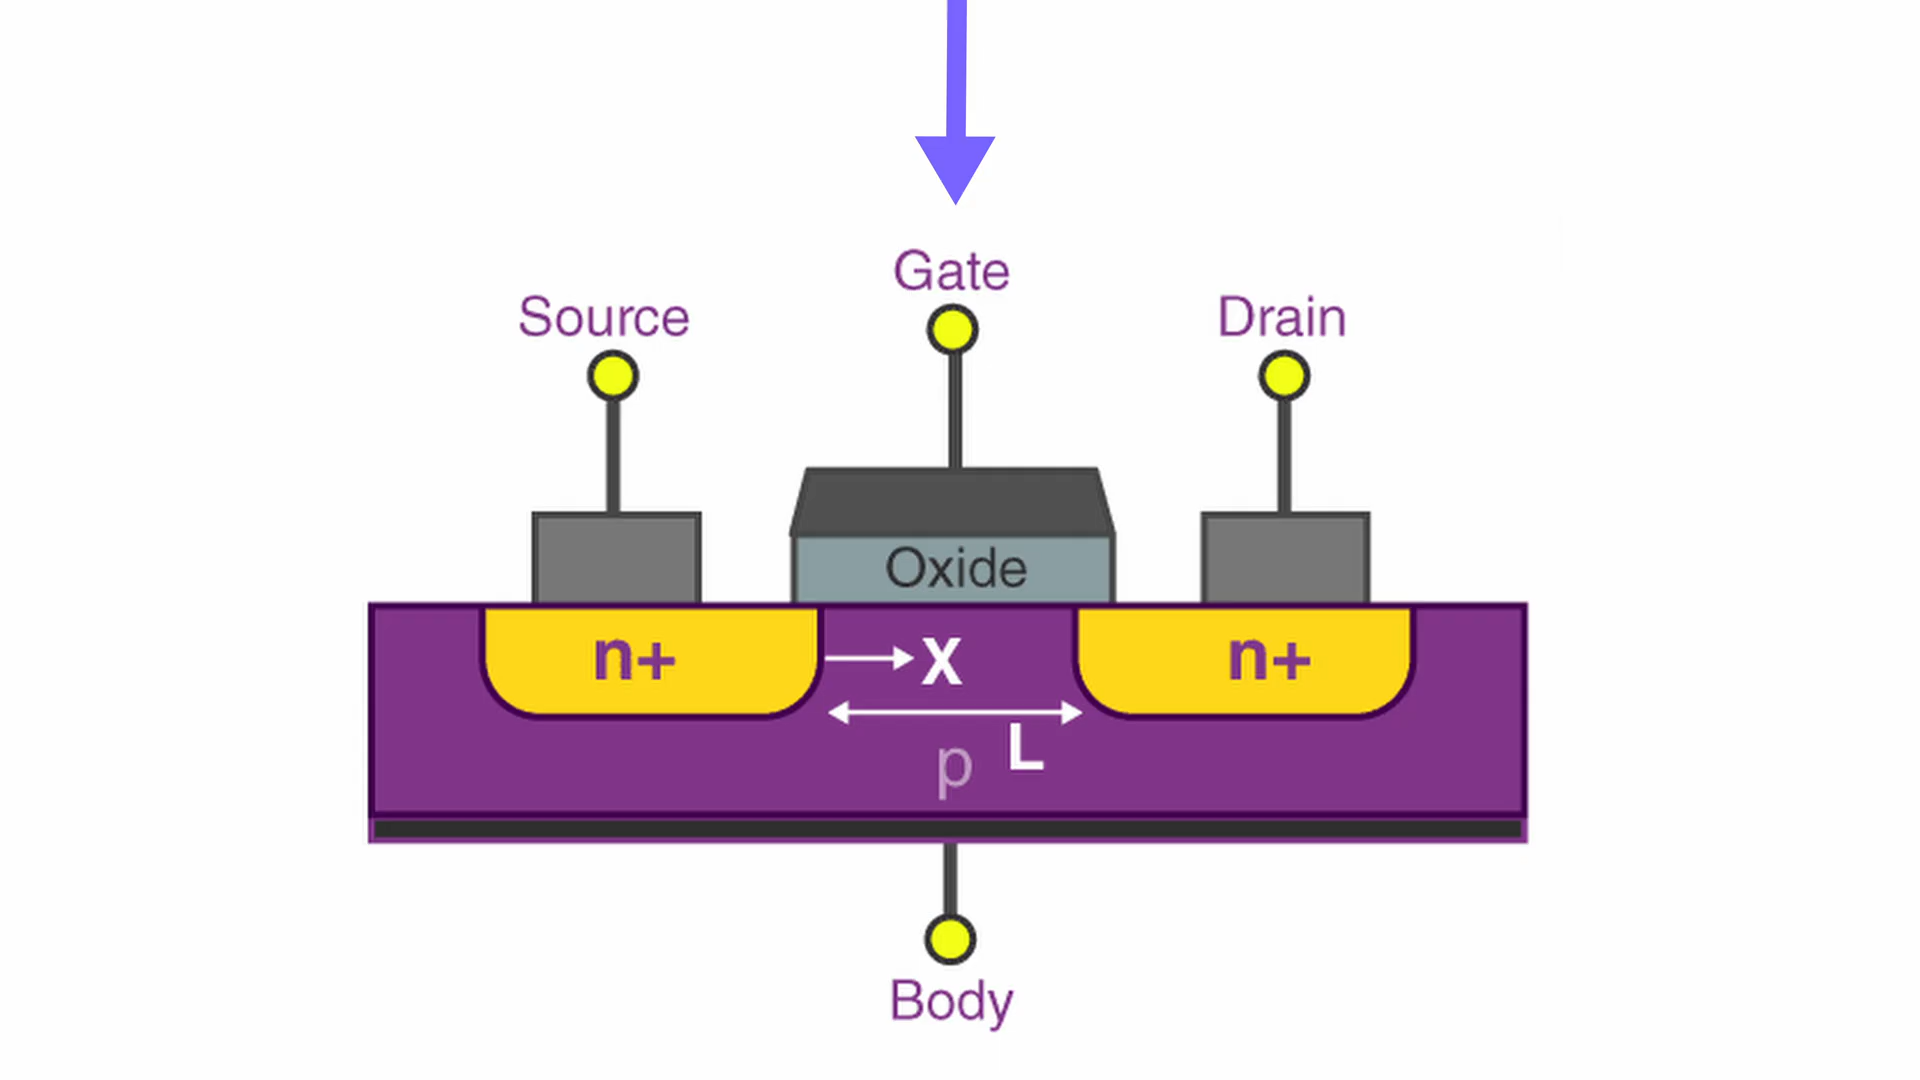 Gate
Source
Drain
Oxide
n+
X
n+
L
p
Body